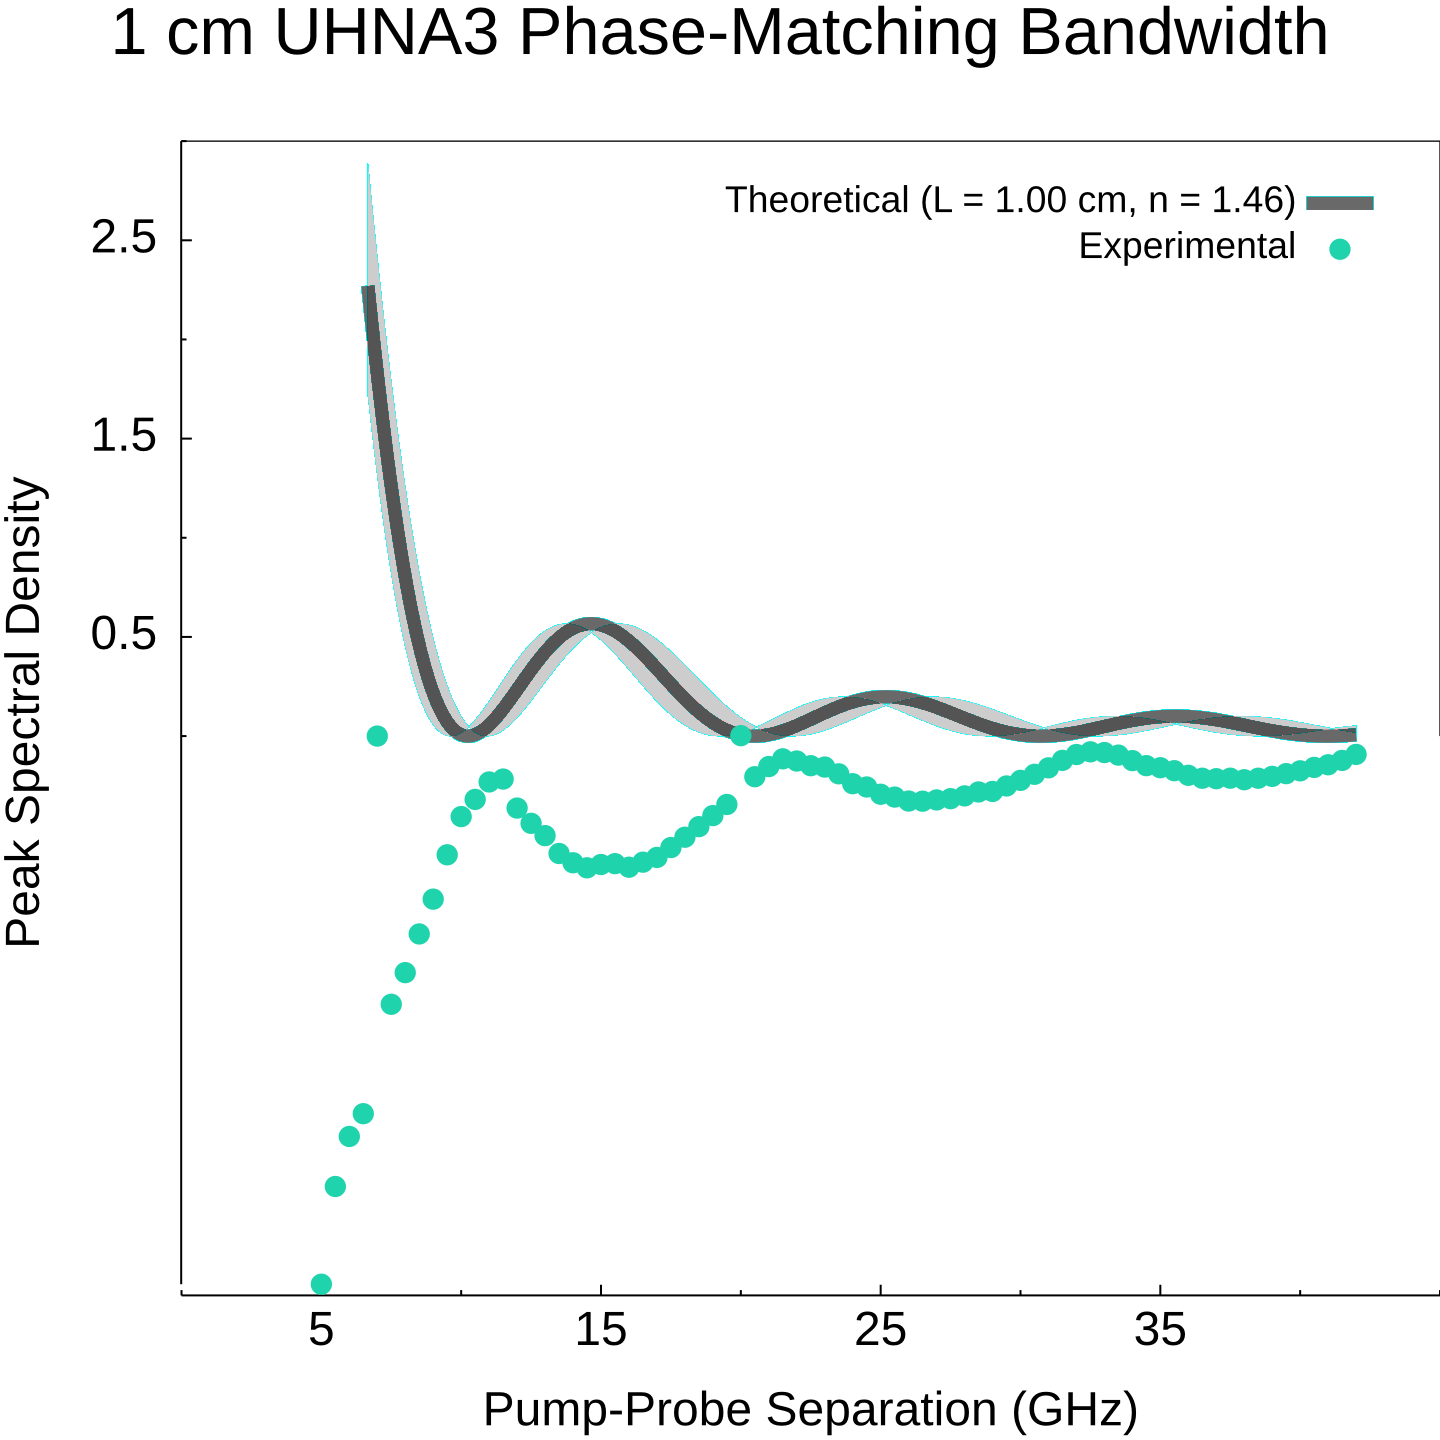 1 cm UHNA3 Phase-Matching Bandwidth
Theoretical (L = 1.00 cm, n = 1.46)
Experimental
2.5
1.5
0.5
Peak Spectral Density
5 15 25 35
Pump-Probe Separation (GHz)